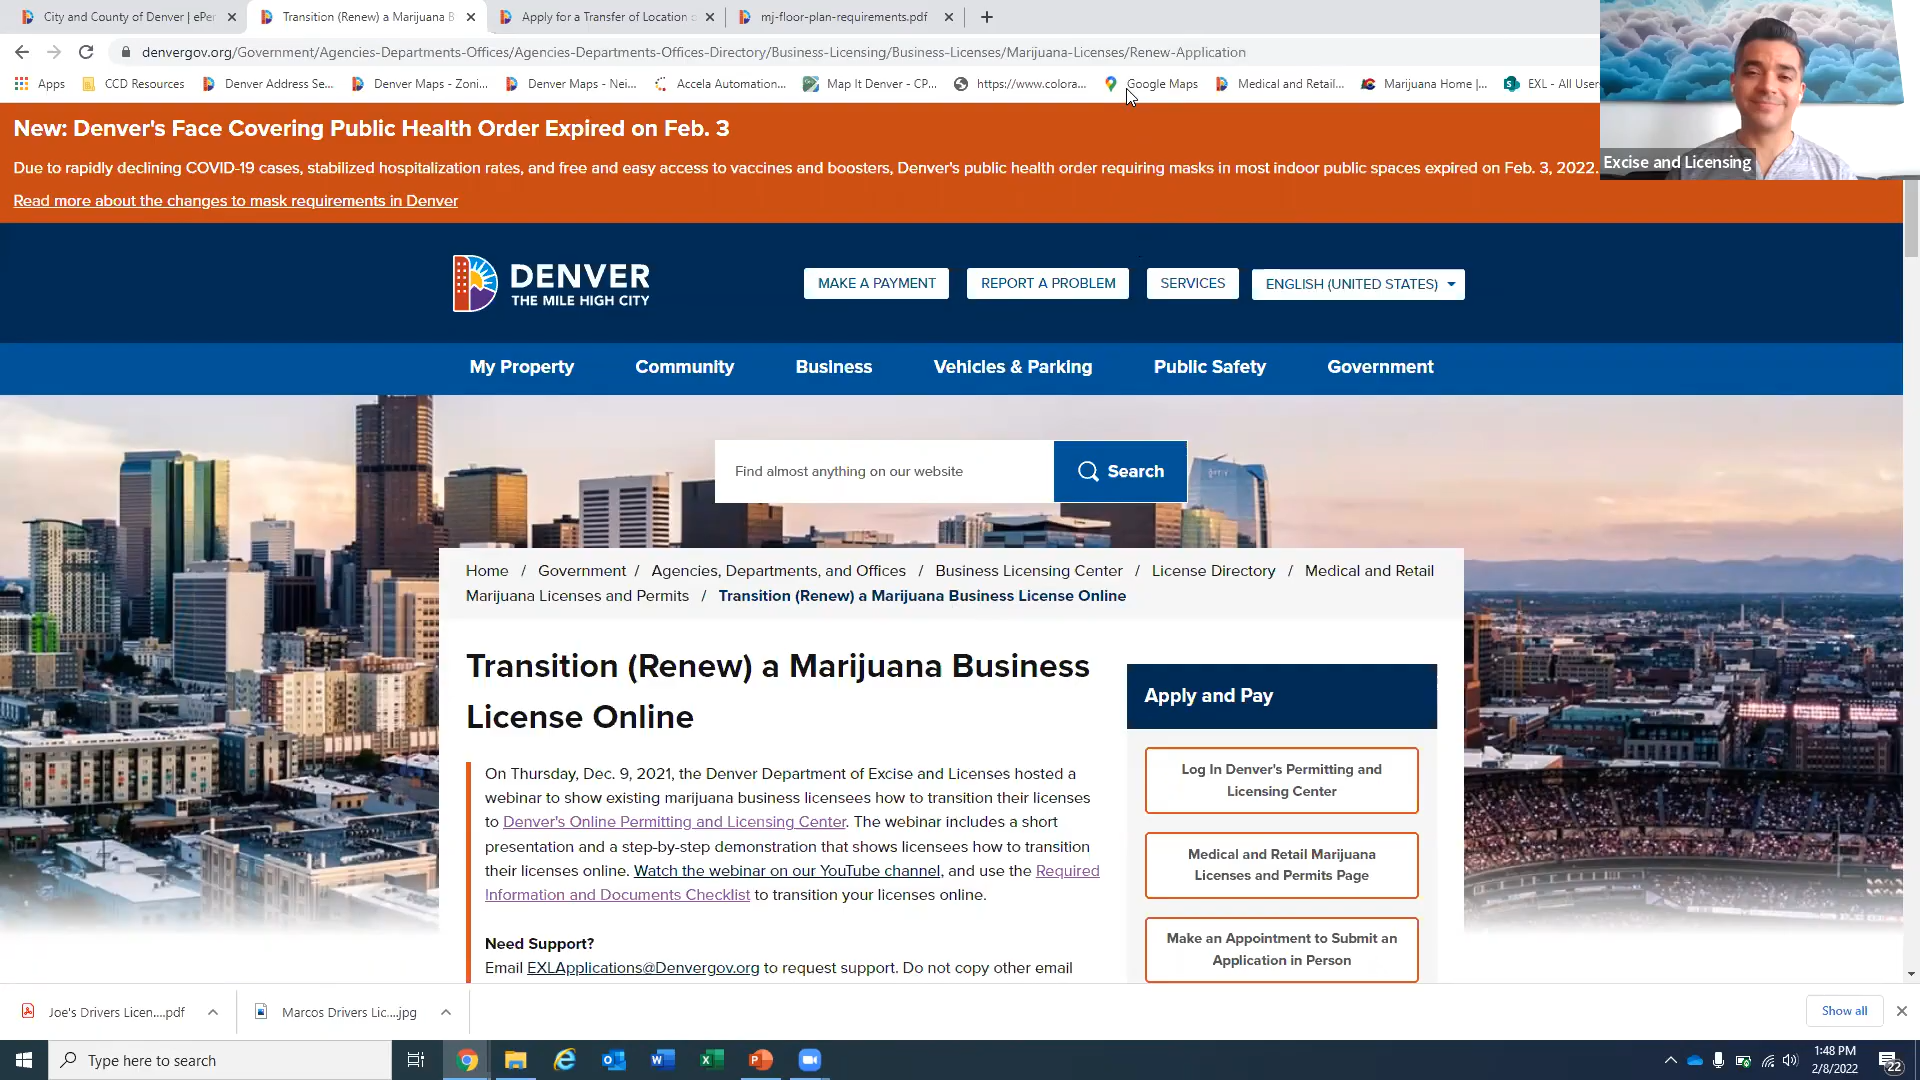 City and County of Denver | ePer
Transition (Renew) a Marijuana B
Apply for a Transfer of Location o
mj-floor-plan-requirements.pdf
denvergov.org/Government/Agencies-Departments-Offices/Agencies-Departments-Offices-Directory/Business-Licensing/Business-Licenses/Marijuana-Licenses/Renew-Application
Apps
CCD Resources
Denver Address Se...
Denver Maps - Zoni...
Denver Maps - Nei...
Accela Automation...
Map It Denver - CP...
https://www.colora...
Google Maps
Medical and Retail...
Marijuana Home |...
EXL - All User
New: Denver's Face Covering Public Health Order Expired on Feb. 3
Due to rapidly declining COVID-19 cases, stabilized hospitalization rates, and free and easy access to vaccines and boosters, Denver's public health order requiring masks in most indoor public spaces expired on Feb. 3, 2022.
Read more about the changes to mask requirements in Denver
Excise and Licensing
DENVER
THE MILE HIGH CITY
MAKE A PAYMENT
REPORT A PROBLEM
SERVICES
ENGLISH (UNITED STATES)
My Property
Community
Business
Vehicles & Parking
Public Safety
Government
Find almost anything on our website
Search
Home / Government / Agencies, Departments, and Offices / Business Licensing Center / License Directory / Medical and Retail
Marijuana Licenses and Permits / Transition (Renew) a Marijuana Business License Online
Transition (Renew) a Marijuana Business
License Online
On Thursday, Dec. 9, 2021, the Denver Department of Excise and Licenses hosted a
webinar to show existing marijuana business licensees how to transition their licenses
to Denver's Online Permitting and Licensing Center. The webinar includes a short
presentation and a step-by-step demonstration that shows licensees how to transition
their licenses online. Watch the webinar on our YouTube channel, and use the Required
Information and Documents Checklist to transition your licenses online.
Need Support?
Email EXLApplications@Denvergov.org to request support. Do not copy other email
Apply and Pay
Log In Denver's Permitting and
Licensing Center
Medical and Retail Marijuana
Licenses and Permits Page
Make an Appointment to Submit an
Application in Person
Joe's Drivers Licen....pdf
Marcos Drivers Lic....jpg
Show all
Type here to search
1:48 PM
2/8/2022
22